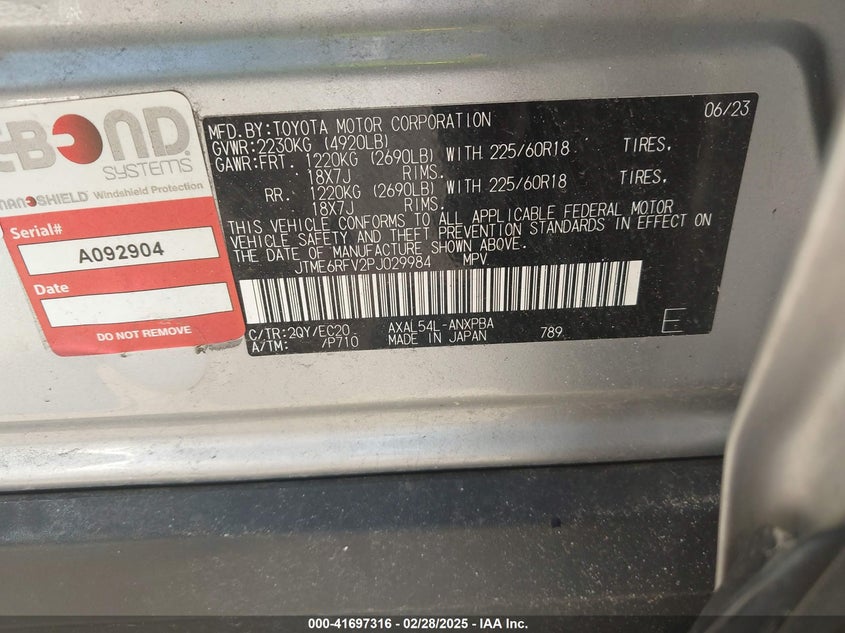 E-BOND
SYSTEMS
NANOSHIELD Windshield Protection
Serial#
A092904
Date
DO NOT REMOVE
06/23
MFD.BY:TOYOTA MOTOR CORPORATION
GVWR:2230KG (4920LB)
GAWR:FRT. 1220KG (2690LB) WITH 225/60R18 TIRES.
18X7J RIMS.
RR. 1220KG (2690LB) WITH 225/60R18 TIRES.
18X7J RIMS.
THIS VEHICLE CONFORMS TO ALL APPLICABLE FEDERAL MOTOR
VEHICLE SAFETY AND THEFT PREVENTION STANDARDS IN EFFECT ON
THE DATE OF MANUFACTURE SHOWN ABOVE.
JTME6RFV2PJ029984 MPV
C/TR:2QY/EC20 AXAL54L-ANXPBA
A/TM: /P710 MADE IN JAPAN 789
E
000-41697316 - 02/28/2025 - IAA Inc.